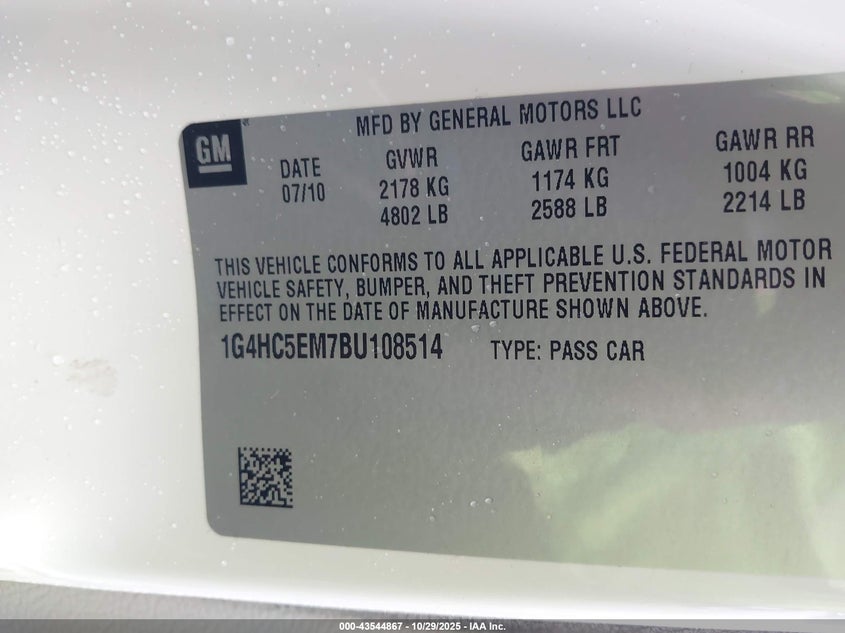 GM
MFD BY GENERAL MOTORS LLC
DATE
07/10
GVWR
2178 KG
4802 LB
GAWR FRT
1174 KG
2588 LB
GAWR RR
1004 KG
2214 LB
THIS VEHICLE CONFORMS TO ALL APPLICABLE U.S. FEDERAL MOTOR
VEHICLE SAFETY, BUMPER, AND THEFT PREVENTION STANDARDS IN
EFFECT ON THE DATE OF MANUFACTURE SHOWN ABOVE.
1G4HC5EM7BU108514 TYPE: PASS CAR
000-43544867 - 10/29/2025 - IAA Inc.